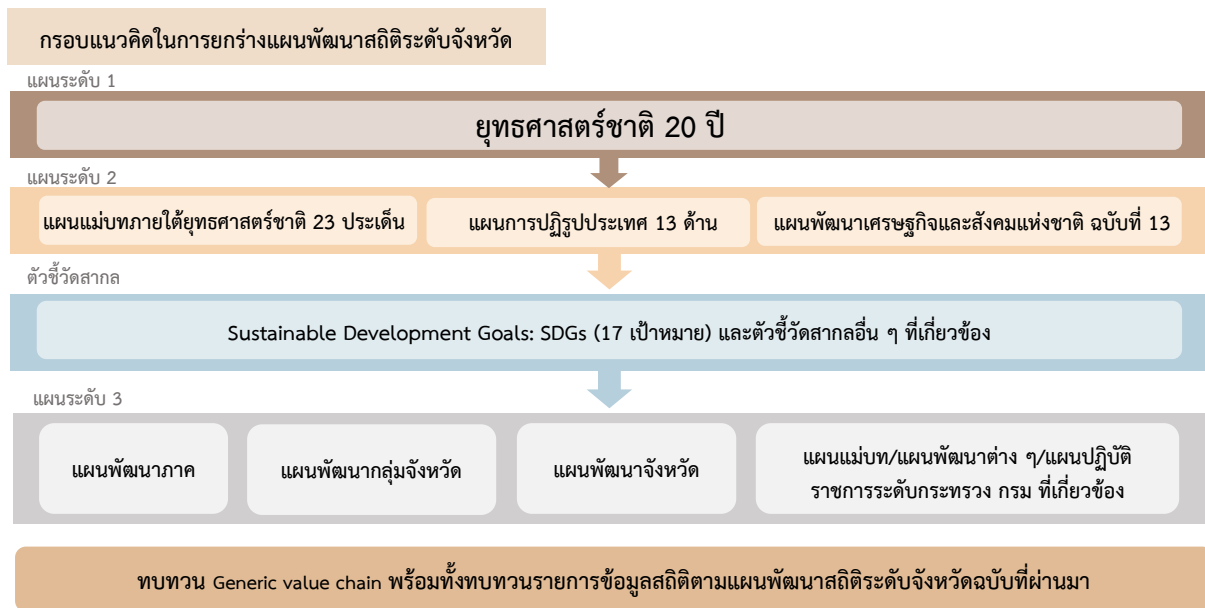 กรอบแนวคิดในการยกร่างแผนพัฒนาสถิติระดับจังหวัด
แผนระดับ 1
ยุทธศาสตร์ชาติ 20 ปี
แผนระดับ 2
แผนแม่บทภายใต้ยุทธศาสตร์ชาติ 23 ประเด็น
แผนการปฏิรูปประเทศ 13 ด้าน
แผนพัฒนาเศรษฐกิจและสังคมแห่งชาติ ฉบับที่ 13
ตัวชี้วัดสากล
Sustainable Development Goals: SDGs (17 เป้าหมาย) และตัวชี้วัดสากลอื่น ๆ ที่เกี่ยวข้อง
แผนระดับ 3
แผนพัฒนาภาค
แผนพัฒนากลุ่มจังหวัด
แผนพัฒนาจังหวัด
แผนแม่บท/แผนพัฒนาต่าง ๆ/แผนปฏิบัติ
ราชการระดับกระทรวง กรม ที่เกี่ยวข้อง
ทบทวน Generic value chain พร้อมทั้งทบทวนรายการข้อมูลสถิติตามแผนพัฒนาสถิติระดับจังหวัดฉบับที่ผ่านมา